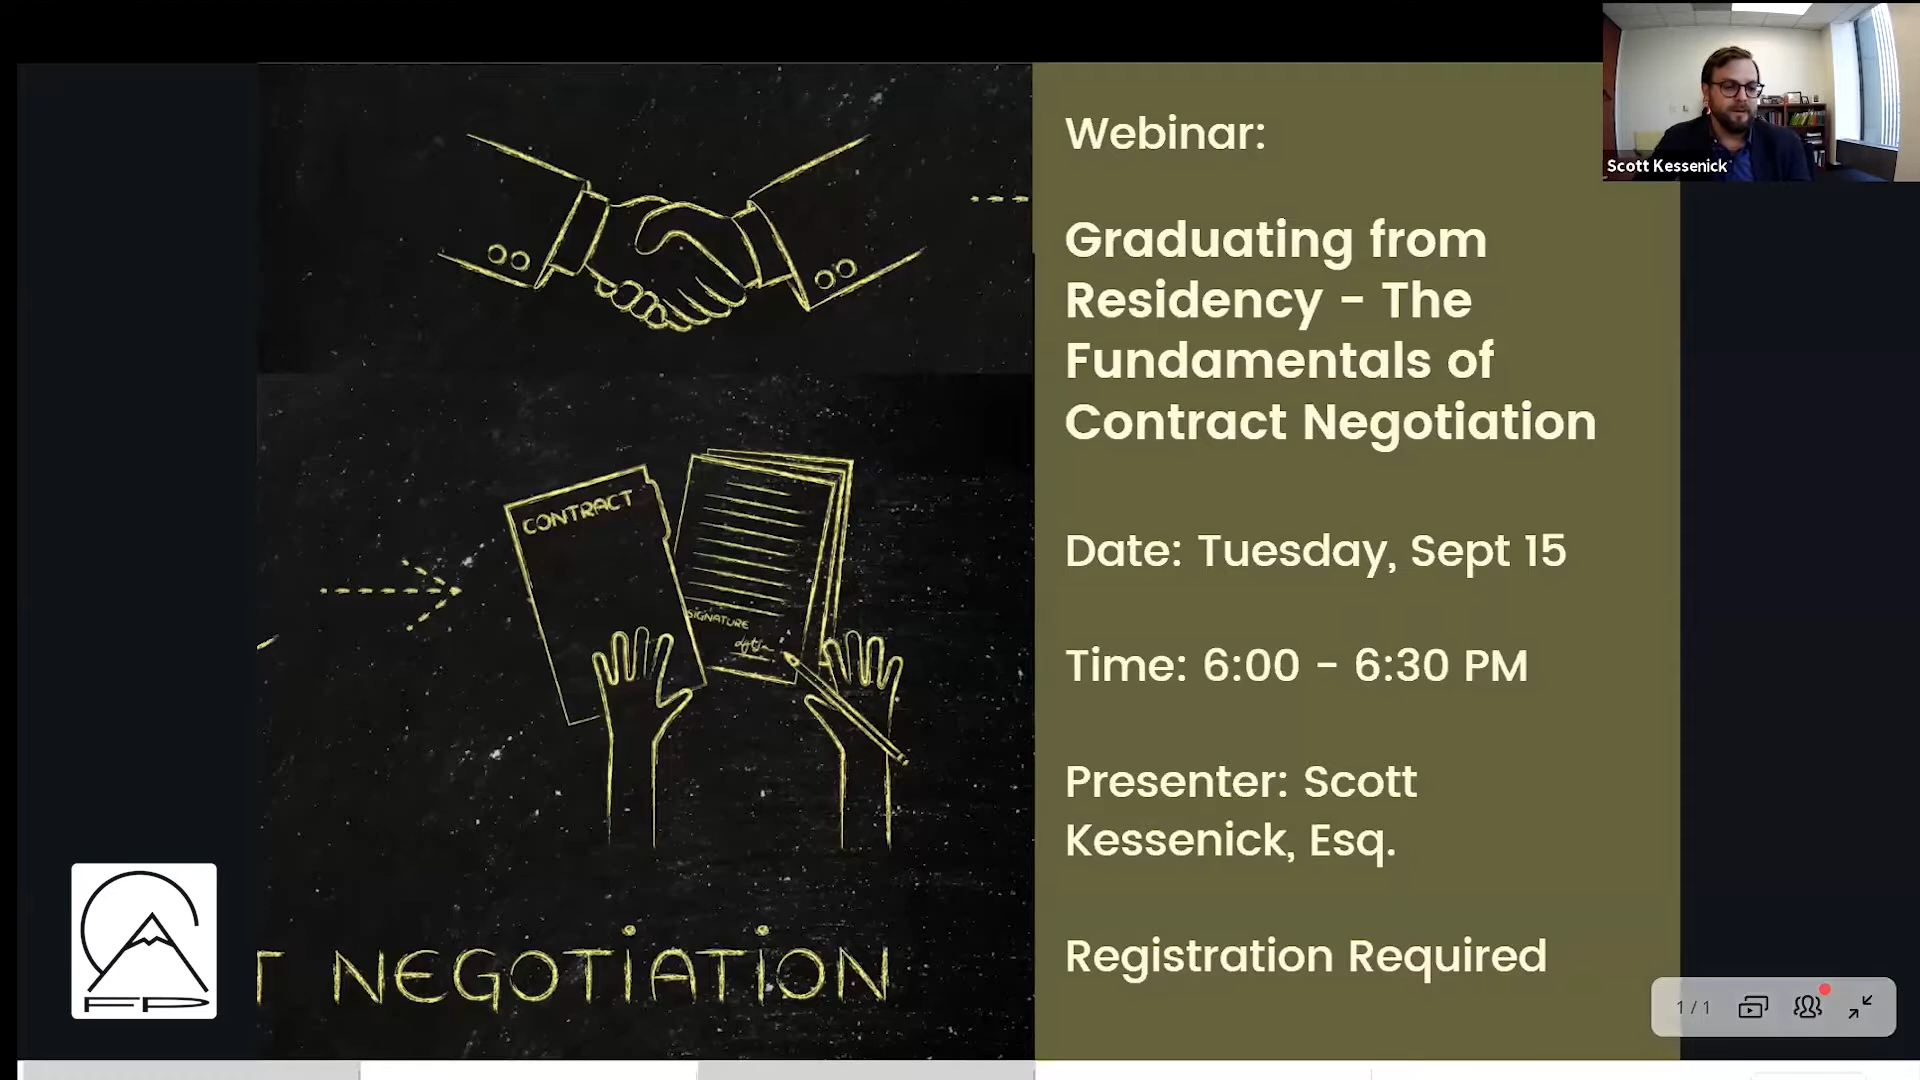 Scott Kessenick
Webinar:
Graduating from
Residency - The
Fundamentals of
Contract Negotiation
Date: Tuesday, Sept 15
Time: 6:00 - 6:30 PM
Presenter: Scott
Kessenick, Esq.
Registration Required
CONTRACT
SIGNATURE
T NEGOTIATION
FP
1 / 1